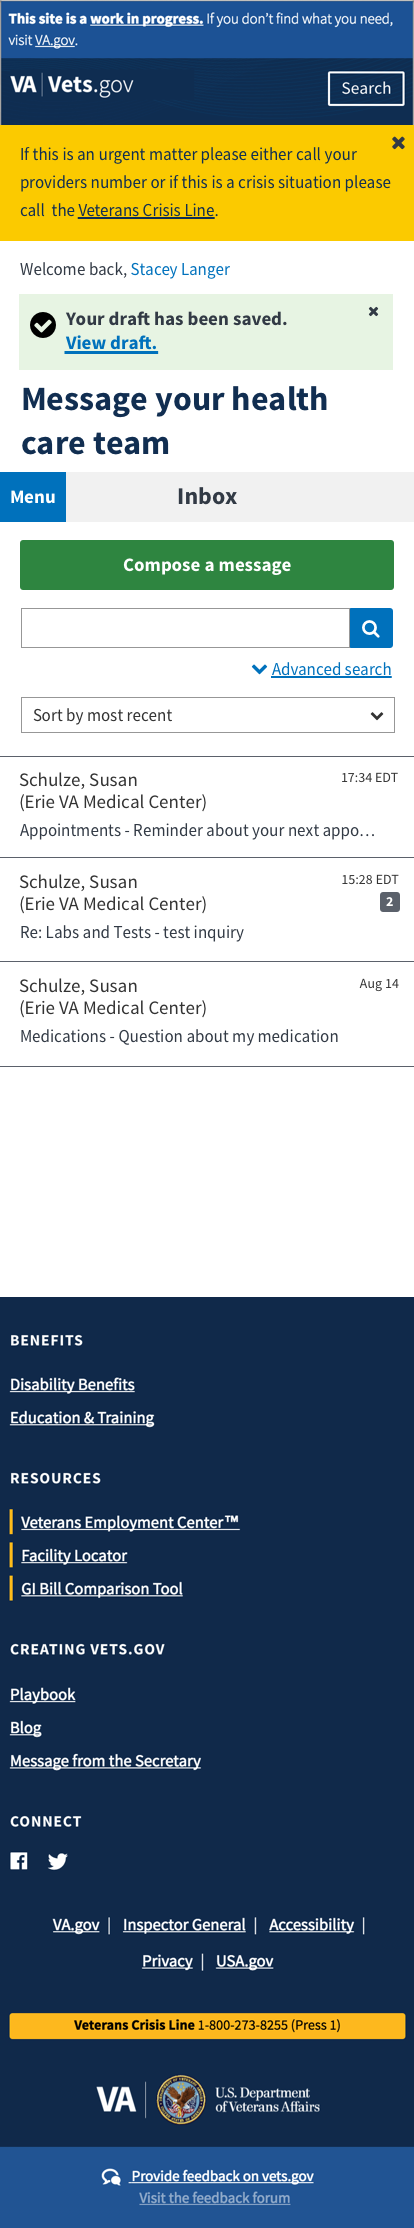 This site is a work in progress. If you don't find what you need,
visit VA.gov.
VA | Vets.gov
Search
If this is an urgent matter please either call your
providers number or if this is a crisis situation please
call the Veterans Crisis Line.
Welcome back, Stacey Langer
Your draft has been saved.
View draft.
Message your health
care team
Menu
Inbox
Compose a message
Advanced search
Sort by most recent
Schulze, Susan 17:34 EDT
(Erie VA Medical Center)
Appointments - Reminder about your next appo...
Schulze, Susan 15:28 EDT
(Erie VA Medical Center) 2
Re: Labs and Tests - test inquiry
Schulze, Susan Aug 14
(Erie VA Medical Center)
Medications - Question about my medication
BENEFITS
Disability Benefits
Education & Training
RESOURCES
Veterans Employment Center™
Facility Locator
GI Bill Comparison Tool
CREATING VETS.GOV
Playbook
Blog
Message from the Secretary
CONNECT
VA.gov | Inspector General | Accessibility |
Privacy | USA.gov
Veterans Crisis Line 1-800-273-8255 (Press 1)
VA | U.S. Department
of Veterans Affairs
Provide feedback on vets.gov
Visit the feedback forum